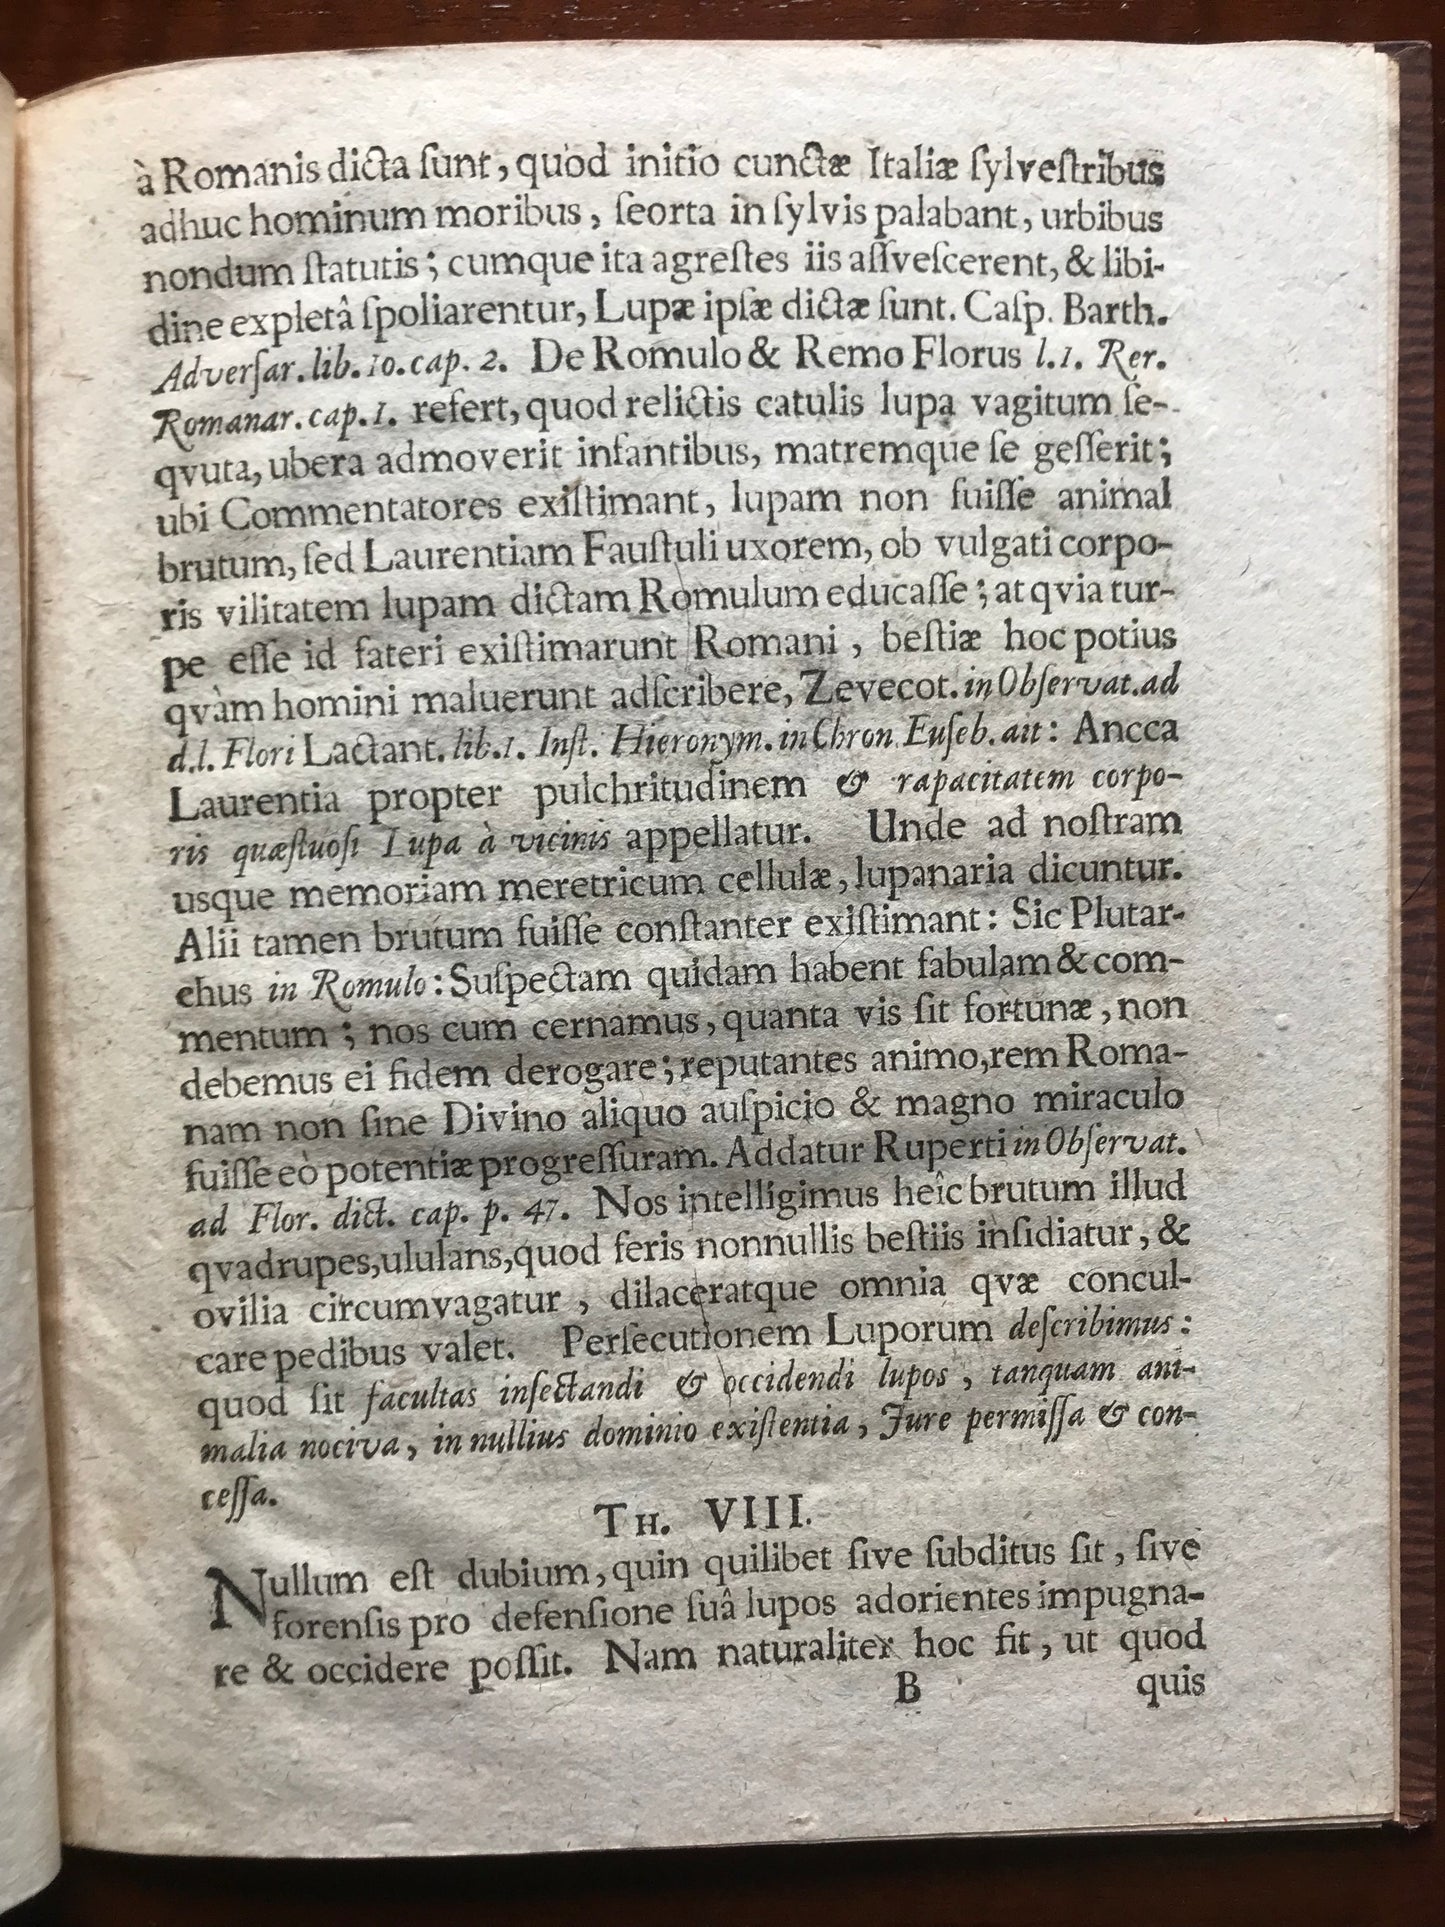 à Romanis dicta ſunt, quòd initio cunctæ Italiæ ſylveſtribus
adhuc hominum moribus, ſeorta in ſylvis palabant, urbibus
nondum ſtatutis; cumque ita agreſtes iis aſſveſcerent, & libi-
dine expletâ ſpoliarentur, Lupæ ipſæ dictæ ſunt. Caſp. Barth.
Adverſar. lib. 10. cap. 2. De Romulo & Remo Florus l. 1. Rer.
Romanar. cap. 1. refert, quod relictis catulis lupa vagitum ſe-
qvuta, ubera admoverit infantibus, matremque ſe geſſerit;
ubi Commentatores exiſtimant, lupam non fuiſſe animal
brutum, ſed Laurentiam Fauſtuli uxorem, ob vulgati corpo-
ris vilitatem lupam dictam Romulum educaſſe; at qvia tur-
pe eſſe id fateri exiſtimarunt Romani, beſtiæ hoc potius
qvàm homini maluerunt adſcribere, Zevecot. in Obſervat. ad
d. l. Flori Lactant. lib. 1. Inſt. Hieronym. in Chron. Euſeb. ait: Ancca
Laurentia propter pulchritudinem & rapacitatem corpo-
ris quæſtuoſi Lupa à vicinis appellatur. Unde ad noſtram
usque memoriam meretricum cellulæ, lupanaria dicuntur.
Alii tamen brutum fuiſſe conſtanter exiſtimant: Sic Plutar-
chus in Romulo: Suſpectam quidam habent fabulam & com-
mentum; nos cum cernamus, quanta vis ſit fortunæ, non
debemus ei fidem derogare; reputantes animo, rem Roma-
nam non ſine Divino aliquo auſpicio & magno miraculo
fuiſſe eò potentiæ progreſſuram. Addatur Ruperti in Obſervat.
ad Flor. dict. cap. p. 47. Nos intelligimus heîc brutum illud
qvadrupes, ululans, quod feris nonnullis beſtiis inſidiatur, &
ovilia circumvagatur, dilaceratque omnia qvæ concul-
care pedibus valet. Perſecutionem Luporum deſcribimus:
quod ſit facultas inſectandi & occidendi lupos, tanquam ani-
malia nociva, in nullius dominio exiſtentia, Jure permiſſa & con-
ceſſa.
TH. VIII.
Nullum eſt dubium, quin quilibet ſive ſubditus ſit, ſive
forenſis pro defenſione ſuâ lupos adorientes impugna-
re & occidere poſſit. Nam naturaliter hoc fit, ut quod
B quis